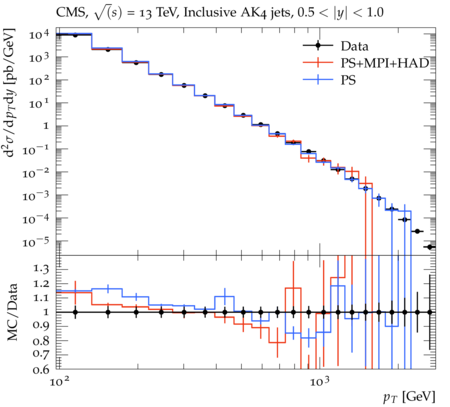 CMS, √(s) = 13 TeV, Inclusive AK4 jets, 0.5 < |y| < 1.0
d²σ/dp_T dy [pb/GeV]
10⁴
10³
10²
10¹
1
10⁻¹
10⁻²
10⁻³
10⁻⁴
10⁻⁵
Data
PS+MPI+HAD
PS
MC/Data
1.3
1.2
1.1
1
0.9
0.8
0.7
0.6
10² 10³
p_T [GeV]